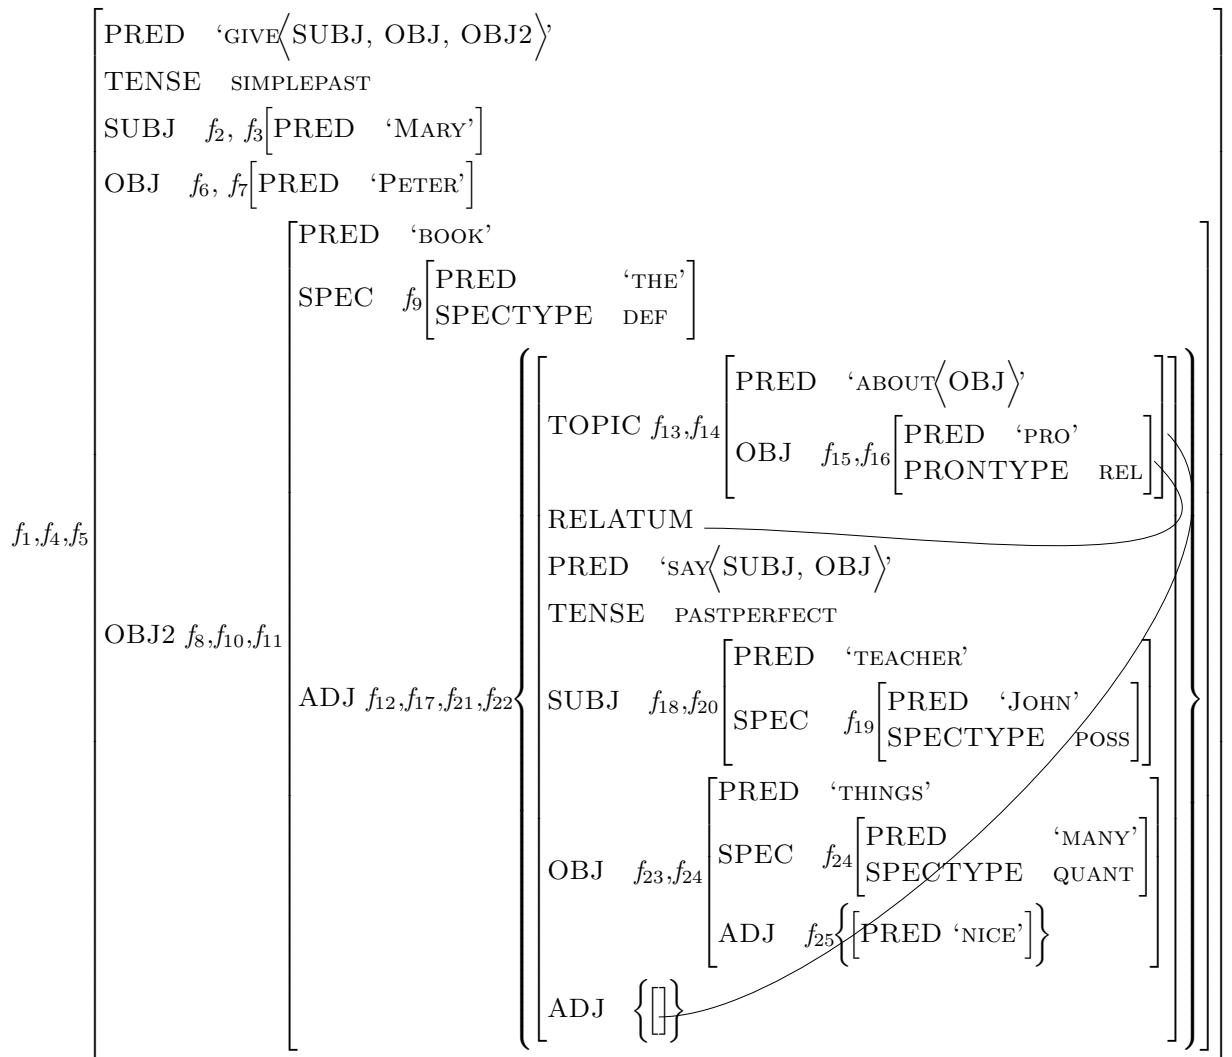 PRED ‘GIVE⟨SUBJ, OBJ, OBJ2⟩’
TENSE SIMPLEPAST
SUBJ f2, f3[PRED ‘MARY’]
OBJ f6, f7[PRED ‘PETER’]
f1,f4,f5
OBJ2 f8,f10,f11
PRED ‘BOOK’
SPEC f9
PRED ‘THE’
SPECTYPE DEF
ADJ f12,f17,f21,f22
TOPIC f13,f14
PRED ‘ABOUT⟨OBJ⟩’
OBJ f15,f16
PRED ‘PRO’
PRONTYPE REL
RELATUM
PRED ‘SAY⟨SUBJ, OBJ⟩’
TENSE PASTPERFECT
SUBJ f18,f20
PRED ‘TEACHER’
SPEC f19
PRED ‘JOHN’
SPECTYPE POSS
OBJ f23,f24
PRED ‘THINGS’
SPEC f24
PRED ‘MANY’
SPECTYPE QUANT
ADJ f25{[PRED ‘NICE’]}
ADJ {[]}